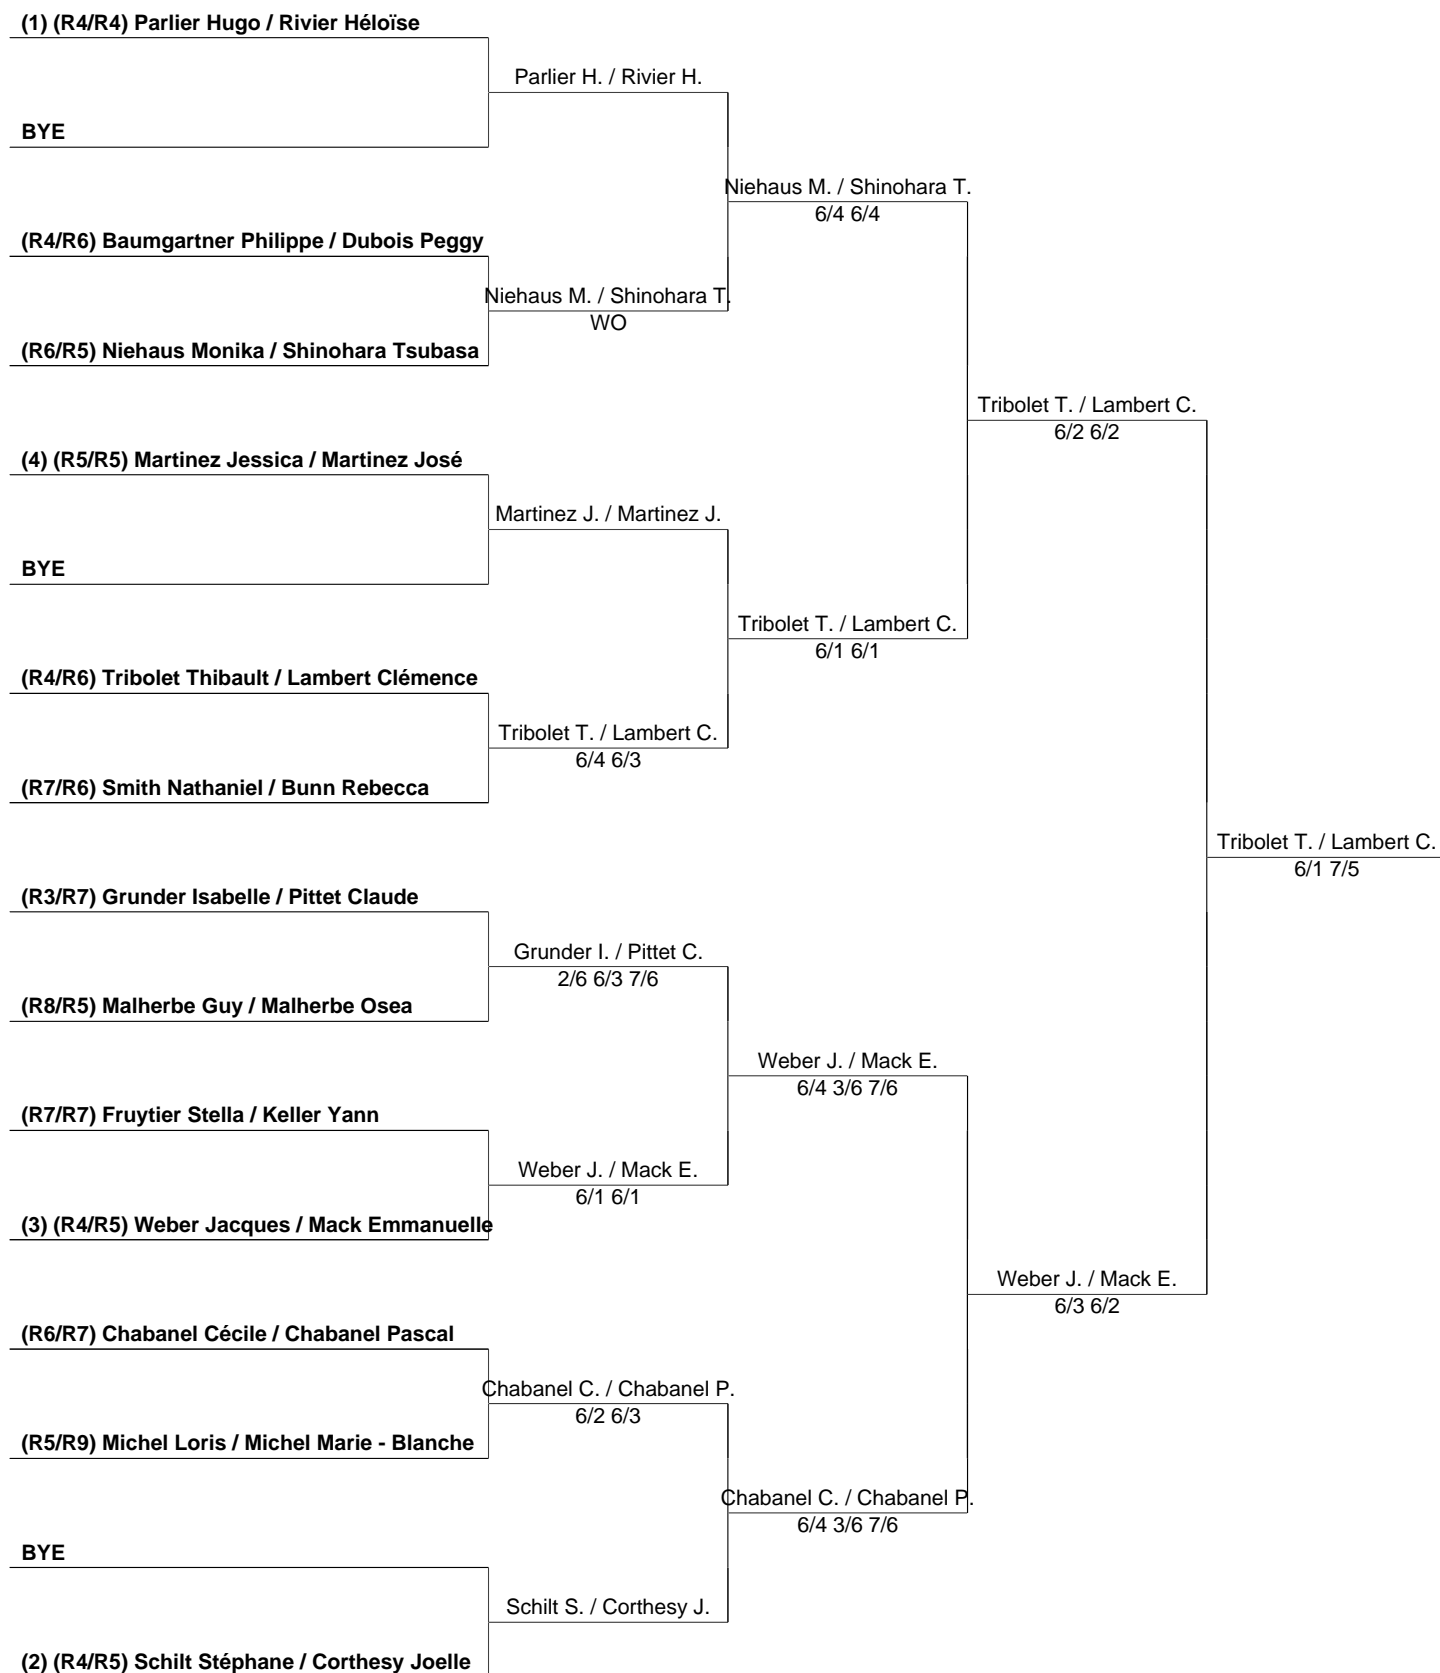 (1) (R4/R4) Parlier Hugo / Rivier Héloïse
Parlier H. / Rivier H.
BYE
Niehaus M. / Shinohara T.
6/4 6/4
(R4/R6) Baumgartner Philippe / Dubois Peggy
Niehaus M. / Shinohara T.
WO
(R6/R5) Niehaus Monika / Shinohara Tsubasa
Tribolet T. / Lambert C.
6/2 6/2
(4) (R5/R5) Martinez Jessica / Martinez José
Martinez J. / Martinez J.
BYE
Tribolet T. / Lambert C.
6/1 6/1
(R4/R6) Tribolet Thibault / Lambert Clémence
Tribolet T. / Lambert C.
6/4 6/3
(R7/R6) Smith Nathaniel / Bunn Rebecca
Tribolet T. / Lambert C.
6/1 7/5
(R3/R7) Grunder Isabelle / Pittet Claude
Grunder I. / Pittet C.
2/6 6/3 7/6
(R8/R5) Malherbe Guy / Malherbe Osea
Weber J. / Mack E.
6/4 3/6 7/6
(R7/R7) Fruytier Stella / Keller Yann
Weber J. / Mack E.
6/1 6/1
(3) (R4/R5) Weber Jacques / Mack Emmanuelle
Weber J. / Mack E.
6/3 6/2
(R6/R7) Chabanel Cécile / Chabanel Pascal
Chabanel C. / Chabanel P.
6/2 6/3
(R5/R9) Michel Loris / Michel Marie - Blanche
Chabanel C. / Chabanel P.
6/4 3/6 7/6
BYE
Schilt S. / Corthesy J.
(2) (R4/R5) Schilt Stéphane / Corthesy Joelle